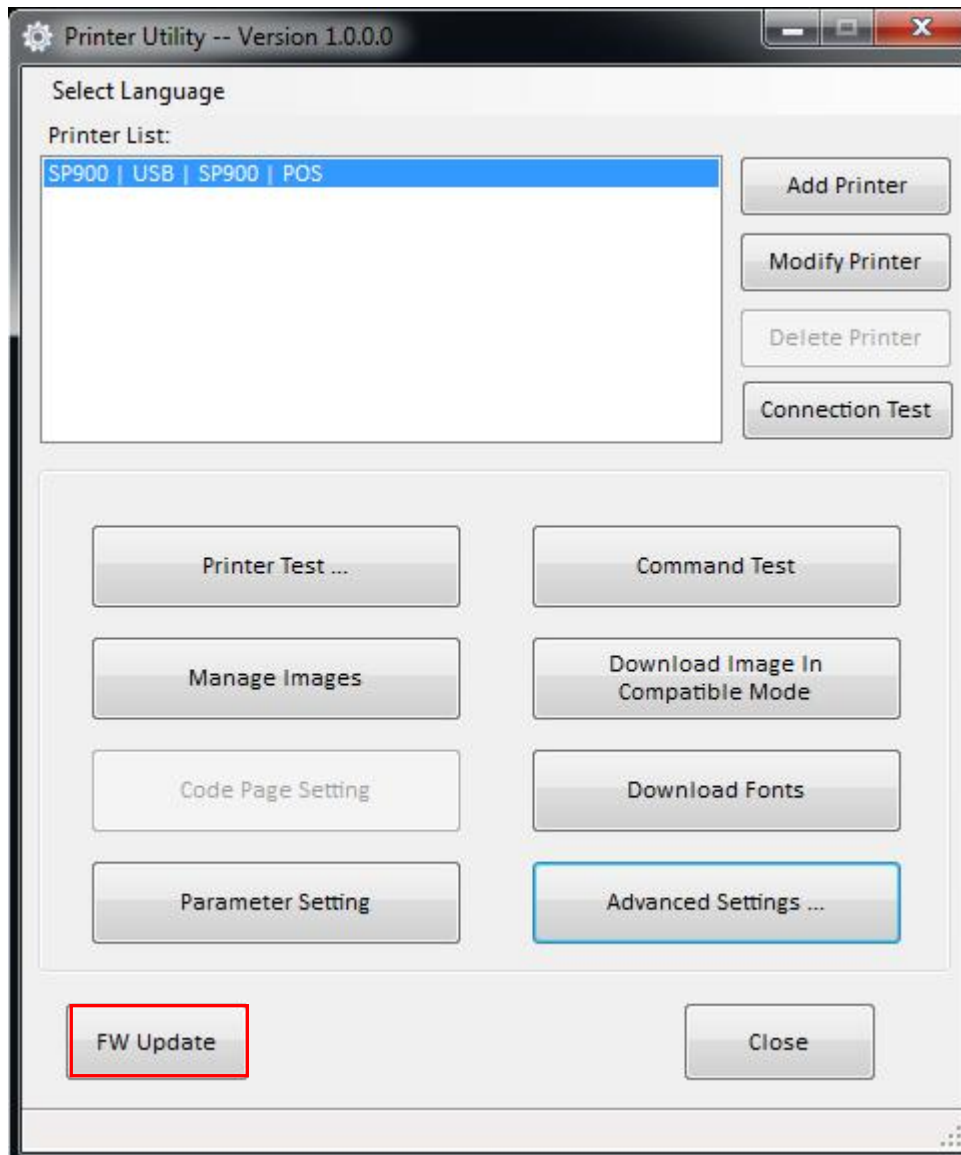 Printer Utility -- Version 1.0.0.0
Select Language
Printer List:
SP900 | USB | SP900 | POS
Add Printer
Modify Printer
Delete Printer
Connection Test
Printer Test ...
Command Test
Manage Images
Download Image In
Compatible Mode
Code Page Setting
Download Fonts
Parameter Setting
Advanced Settings ...
FW Update
Close